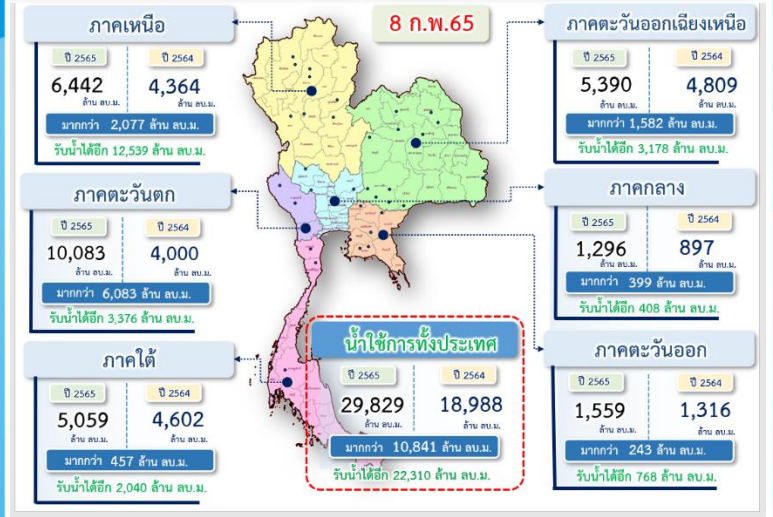 8 ก.พ.65
ภาคเหนือ
ปี 2565 ปี 2564
6,442 4,364
ล้าน ลบ.ม. ล้าน ลบ.ม.
มากกว่า 2,077 ล้าน ลบ.ม.
รับน้ำได้อีก 12,539 ล้าน ลบ.ม.
ภาคตะวันออกเฉียงเหนือ
ปี 2565 ปี 2564
5,390 4,809
ล้าน ลบ.ม. ล้าน ลบ.ม.
มากกว่า 1,582 ล้าน ลบ.ม.
รับน้ำได้อีก 3,178 ล้าน ลบ.ม.
ภาคตะวันตก
ปี 2565 ปี 2564
10,083 4,000
ล้าน ลบ.ม. ล้าน ลบ.ม.
มากกว่า 6,083 ล้าน ลบ.ม.
รับน้ำได้อีก 3,376 ล้าน ลบ.ม.
ภาคกลาง
ปี 2565 ปี 2564
1,296 897
ล้าน ลบ.ม. ล้าน ลบ.ม.
มากกว่า 399 ล้าน ลบ.ม.
รับน้ำได้อีก 408 ล้าน ลบ.ม.
ภาคใต้
ปี 2565 ปี 2564
5,059 4,602
ล้าน ลบ.ม. ล้าน ลบ.ม.
มากกว่า 457 ล้าน ลบ.ม.
รับน้ำได้อีก 2,040 ล้าน ลบ.ม.
น้ำใช้การทั้งประเทศ
ปี 2565 ปี 2564
29,829 18,988
ล้าน ลบ.ม. ล้าน ลบ.ม.
มากกว่า 10,841 ล้าน ลบ.ม.
รับน้ำได้อีก 22,310 ล้าน ลบ.ม.
ภาคตะวันออก
ปี 2565 ปี 2564
1,559 1,316
ล้าน ลบ.ม. ล้าน ลบ.ม.
มากกว่า 243 ล้าน ลบ.ม.
รับน้ำได้อีก 768 ล้าน ลบ.ม.